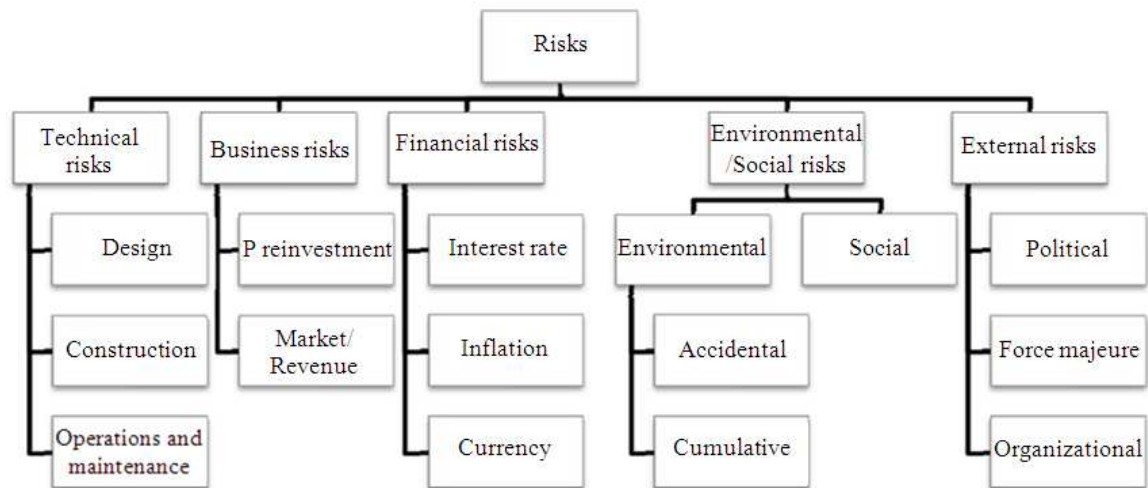 Risks
Technical
risks
Business risks
Financial risks
Environmental
/Social risks
External risks
Design
P reinvestment
Interest rate
Environmental
Social
Political
Construction
Market/
Revenue
Inflation
Accidental
Force majeure
Operations and
maintenance
Currency
Cumulative
Organizational